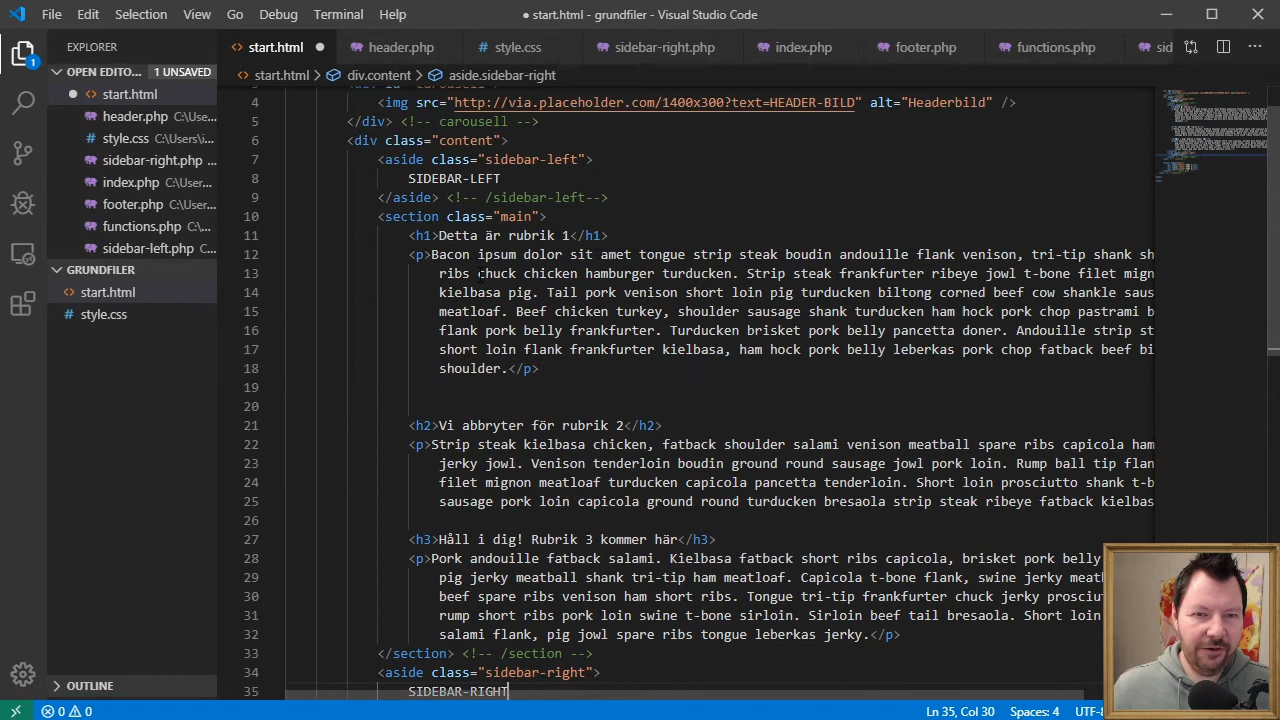 File Edit Selection View Go Debug Terminal Help ● start.html - grundfiler - Visual Studio Code
EXPLORER
OPEN EDITO... 1 UNSAVED
start.html
header.php
style.css C:\Users\i...
sidebar-right.php ...
index.php C:\User...
footer.php C:\User...
functions.php C:\...
sidebar-left.php ...
GRUNDFILER
start.html
style.css
OUTLINE
1
start.html header.php style.css sidebar-right.php index.php footer.php functions.php sid
start.html > div.content > aside.sidebar-right
4 <img src="http://via.placeholder.com/1400x300?text=HEADER-BILD" alt="Headerbild" />
5 </div> <!-- carousell -->
6 <div class="content">
7 <aside class="sidebar-left">
8 SIDEBAR-LEFT
9 </aside> <!-- /sidebar-left-->
10 <section class="main">
11 <h1>Detta är rubrik 1</h1>
12 <p>Bacon ipsum dolor sit amet tongue strip steak boudin andouille flank venison, tri-tip shank sh
13 ribs chuck chicken hamburger turducken. Strip steak frankfurter ribeye jowl t-bone filet mign
14 kielbasa pig. Tail pork venison short loin pig turducken biltong corned beef cow shankle saus
15 meatloaf. Beef chicken turkey, shoulder sausage shank turducken ham hock pork chop pastrami b
16 flank pork belly frankfurter. Turducken brisket pork belly pancetta doner. Andouille strip st
17 short loin flank frankfurter kielbasa, ham hock pork belly leberkas pork chop fatback beef bi
18 shoulder.</p>
19
20
21 <h2>Vi abbryter för rubrik 2</h2>
22 <p>Strip steak kielbasa chicken, fatback shoulder salami venison meatball spare ribs capicola ham
23 jerky jowl. Venison tenderloin boudin ground round sausage jowl pork loin. Rump ball tip flan
24 filet mignon meatloaf turducken capicola pancetta tenderloin. Short loin prosciutto shank t-b
25 sausage pork loin capicola ground round turducken bresaola strip steak ribeye fatback kielbas
26
27 <h3>Håll i dig! Rubrik 3 kommer här</h3>
28 <p>Pork andouille fatback salami. Kielbasa fatback short ribs capicola, brisket pork belly
29 pig jerky meatball shank tri-tip ham meatloaf. Capicola t-bone flank, swine jerky meat
30 beef spare ribs venison ham short ribs. Tongue tri-tip frankfurter chuck jerky prosciu
31 rump short ribs pork loin swine t-bone sirloin. Sirloin beef tail bresaola. Short loin
32 salami flank, pig jowl spare ribs tongue leberkas jerky.</p>
33 </section> <!-- /section -->
34 <aside class="sidebar-right">
35 SIDEBAR-RIGHT
0 0 Ln 35, Col 30 Spaces: 4 UTF-8